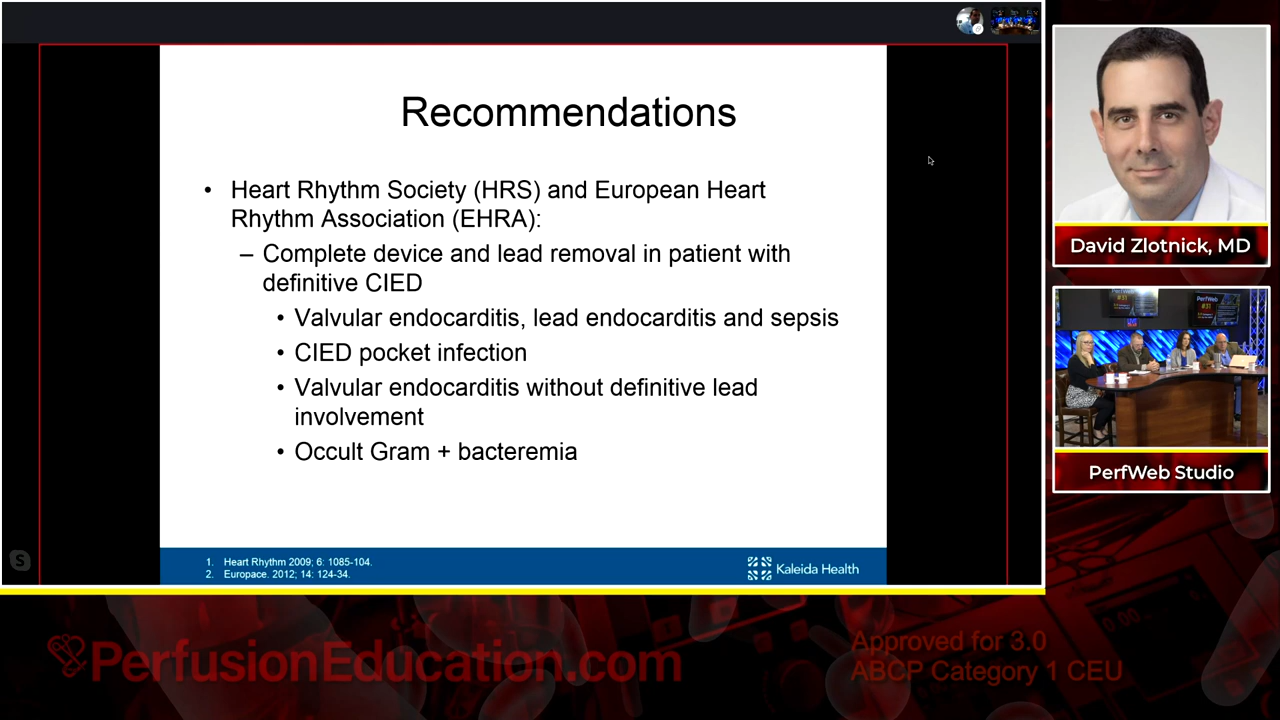 Recommendations
• Heart Rhythm Society (HRS) and European Heart
Rhythm Association (EHRA):
– Complete device and lead removal in patient with
definitive CIED
• Valvular endocarditis, lead endocarditis and sepsis
• CIED pocket infection
• Valvular endocarditis without definitive lead
involvement
• Occult Gram + bacteremia
1. Heart Rhythm 2009; 6: 1085-104.
2. Europace. 2012; 14: 124-34.
Kaleida Health
David Zlotnick, MD
PerfWeb
PerfWeb Studio
S
PerfusionEducation.com
Approved for 3.0
ABCP Category 1 CEU